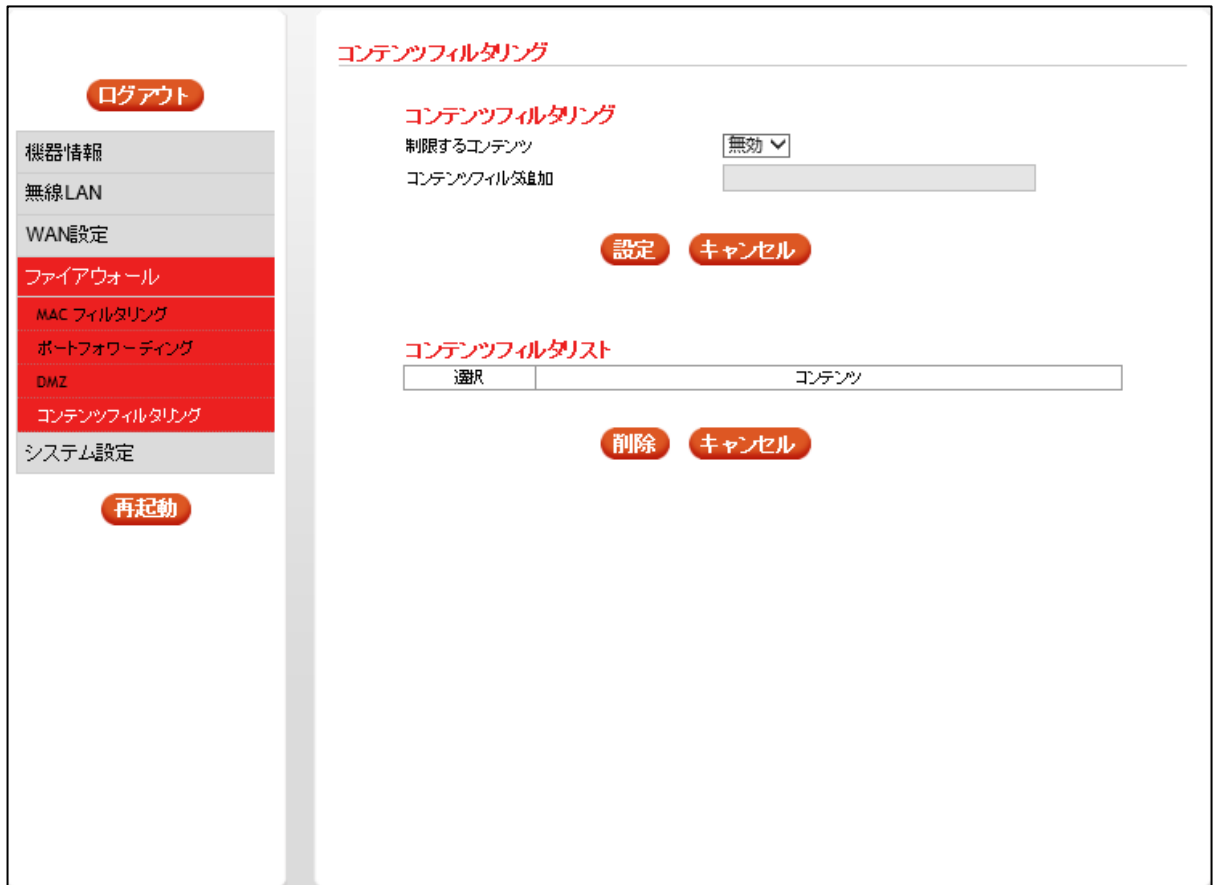 ログアウト
機器情報
無線LAN
WAN設定
ファイアウォール
MAC フィルタリング
ポートフォワーディング
DMZ
コンテンツフィルタリング
システム設定
再起動
コンテンツフィルタリング
コンテンツフィルタリング
制限するコンテンツ 無効
コンテンツフィルタ追加
設定 キャンセル
コンテンツフィルタリスト
選択 コンテンツ
削除 キャンセル